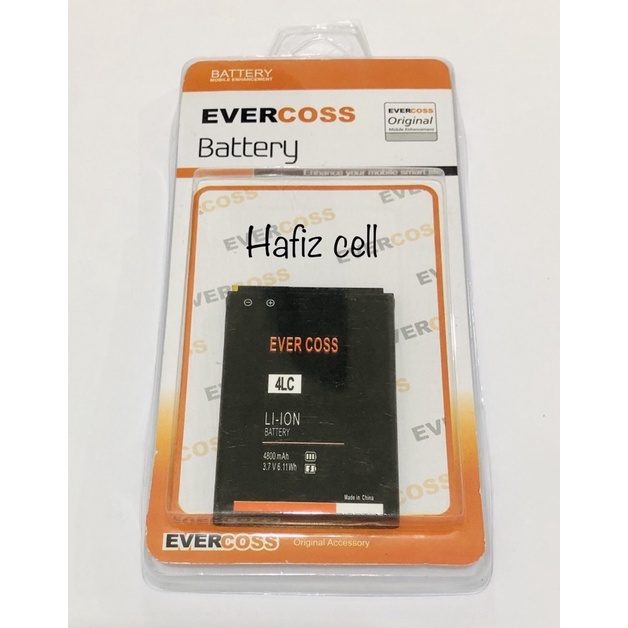 BATTERY
MOBILE ENHANCEMENT
EVERCOSS
Battery
EVERCOSS
Original
Mobile Enhancement
Enhance your mobile smart
EVERCOSS
Hafiz cell
EVERCOSS
EVER COSS
4LC
LI-ION
BATTERY
4800 mAh
3.7 V 6.11Wh
Made in China
EVERCOSS
Original Accessory